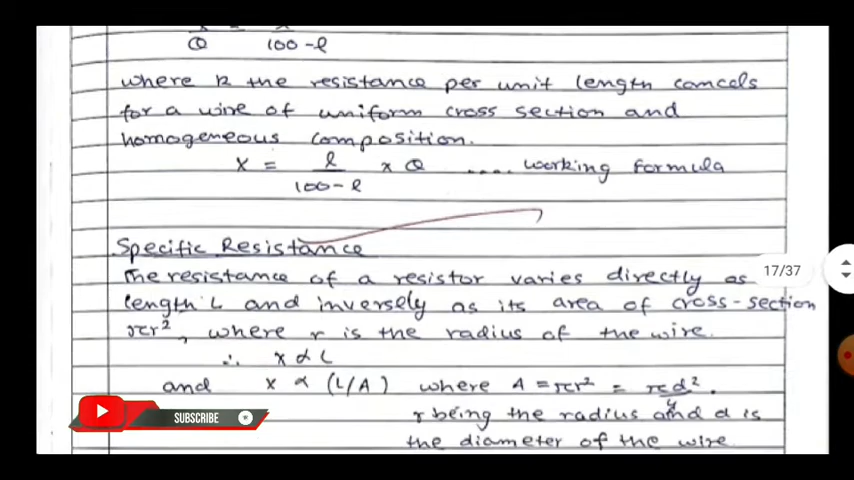 θ 100-l
where k the resistance per unit length cancels
for a wire of uniform cross section and
homogeneous composition.
X = l/100-l × θ .... working formula
Specific Resistance
The resistance of a resistor varies directly as
length L and inversely as its area of cross-section
πr², where r is the radius of the wire.
∴ x ∝ L
and x ∝ (L/A) where A = πr² = πd²/4
r being the radius and d is
the diameter of the wire
17/37
SUBSCRIBE